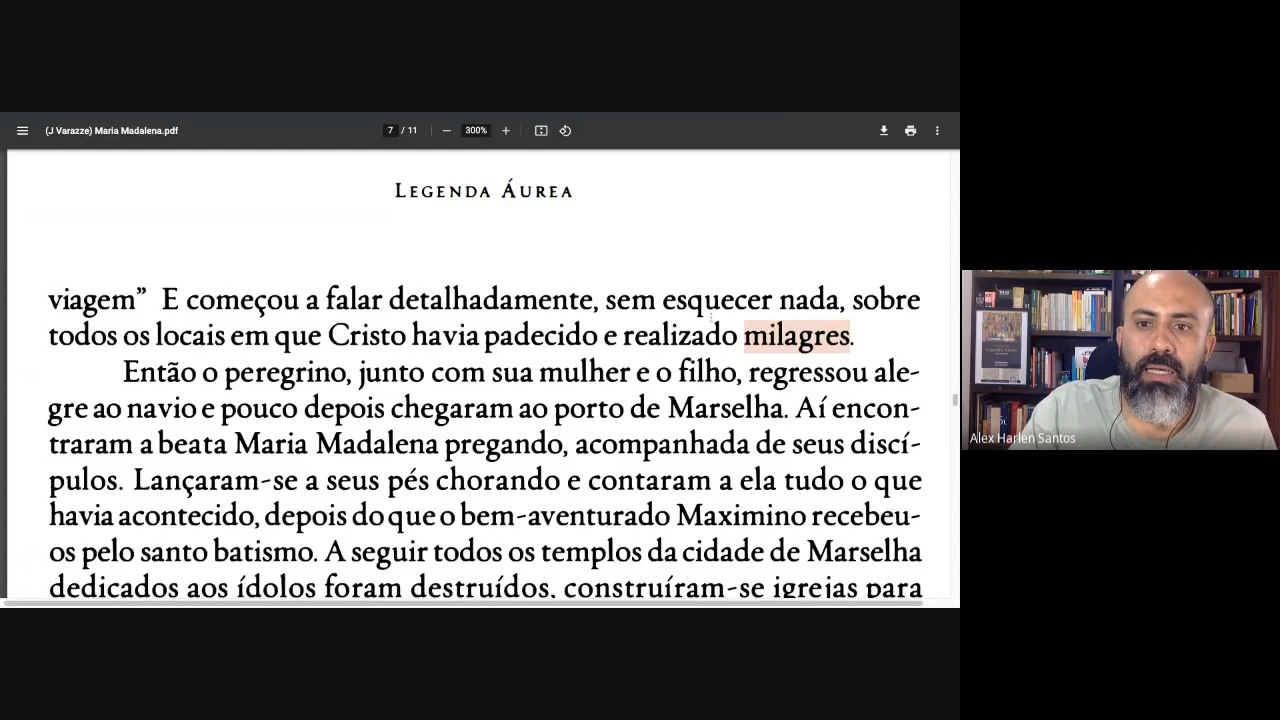 (J Varazze) Maria Madalena.pdf
7 / 11
300%
LEGENDA ÁUREA
viagem” E começou a falar detalhadamente, sem esquecer nada, sobre
todos os locais em que Cristo havia padecido e realizado milagres.
Então o peregrino, junto com sua mulher e o filho, regressou ale-
gre ao navio e pouco depois chegaram ao porto de Marselha. Aí encon-
traram a beata Maria Madalena pregando, acompanhada de seus discí-
pulos. Lançaram-se a seus pés chorando e contaram a ela tudo o que
havia acontecido, depois do que o bem-aventurado Maximino recebeu-
os pelo santo batismo. A seguir todos os templos da cidade de Marselha
dedicados aos ídolos foram destruídos, construíram-se igrejas para
Alex Harlen Santos